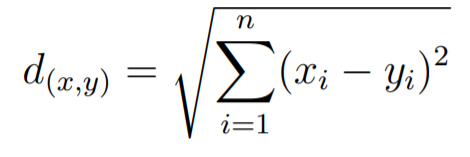 d_{(x,y)} = \sqrt{\sum_{i=1}^{n} (x_i - y_i)^2}